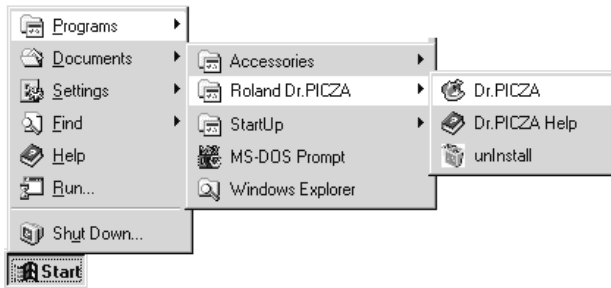 Programs
Documents
Settings
Find
Help
Run...
Shut Down...
Start
Accessories
Roland Dr.PICZA
StartUp
MS-DOS Prompt
Windows Explorer
Dr.PICZA
Dr.PICZA Help
unInstall